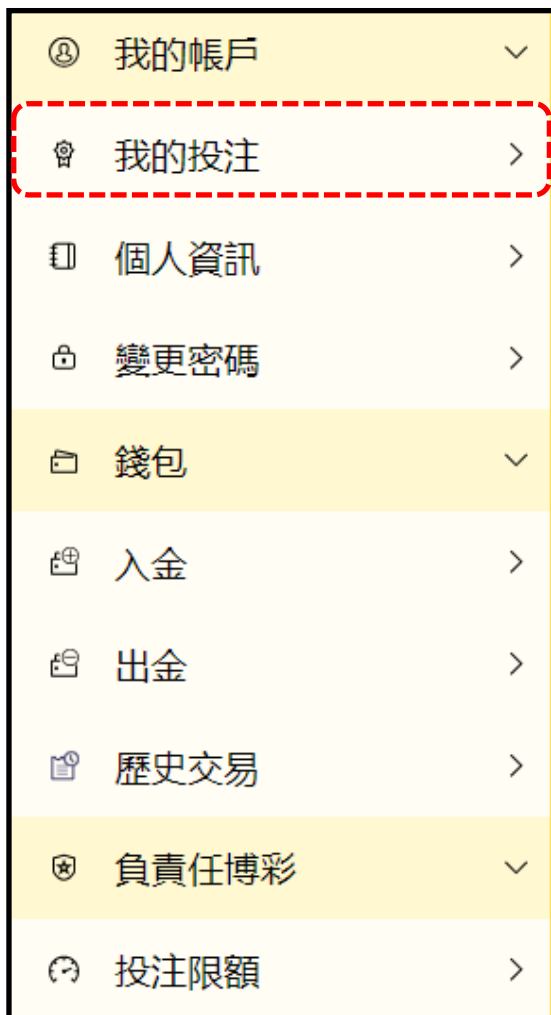 我的帳戶
我的投注
個人資訊
變更密碼
錢包
入金
出金
歷史交易
負責任博彩
投注限額